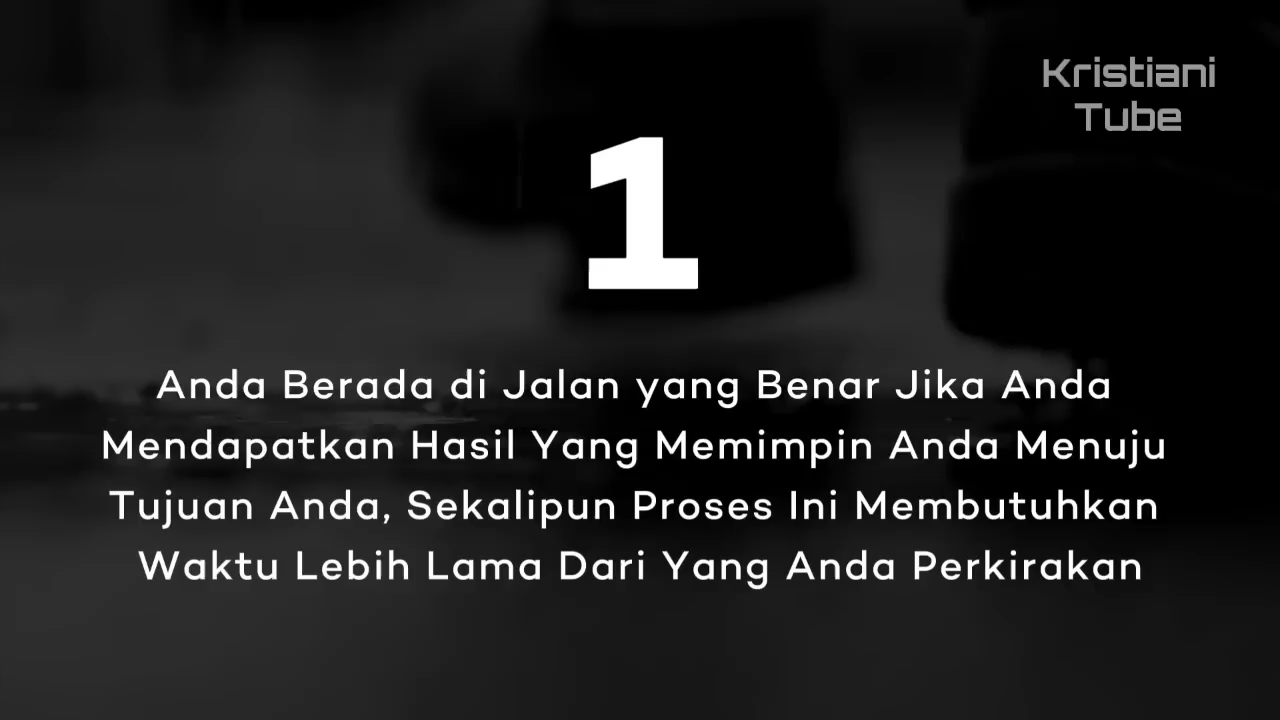 Kristiani
Tube
1
Anda Berada di Jalan yang Benar Jika Anda
Mendapatkan Hasil Yang Memimpin Anda Menuju
Tujuan Anda, Sekalipun Proses Ini Membutuhkan
Waktu Lebih Lama Dari Yang Anda Perkirakan